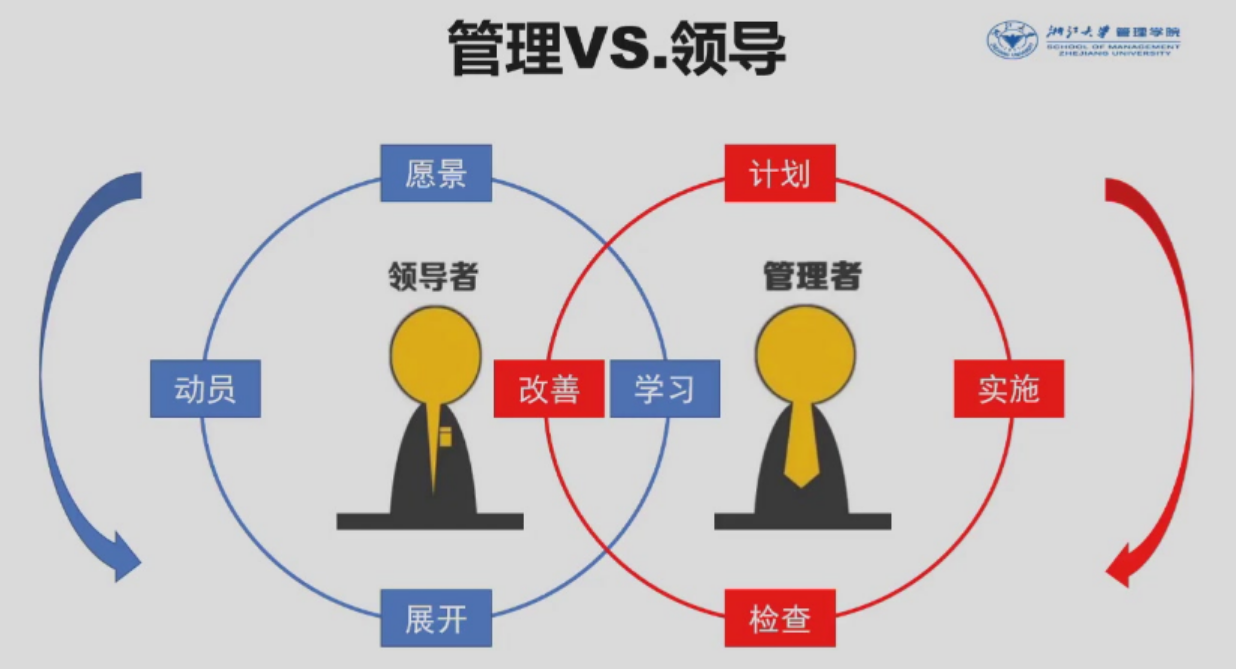 管理VS.领导
浙江大学 管理学院
SCHOOL OF MANAGEMENT
ZHEJIANG UNIVERSITY
愿景
计划
领导者
管理者
动员
改善
学习
实施
展开
检查